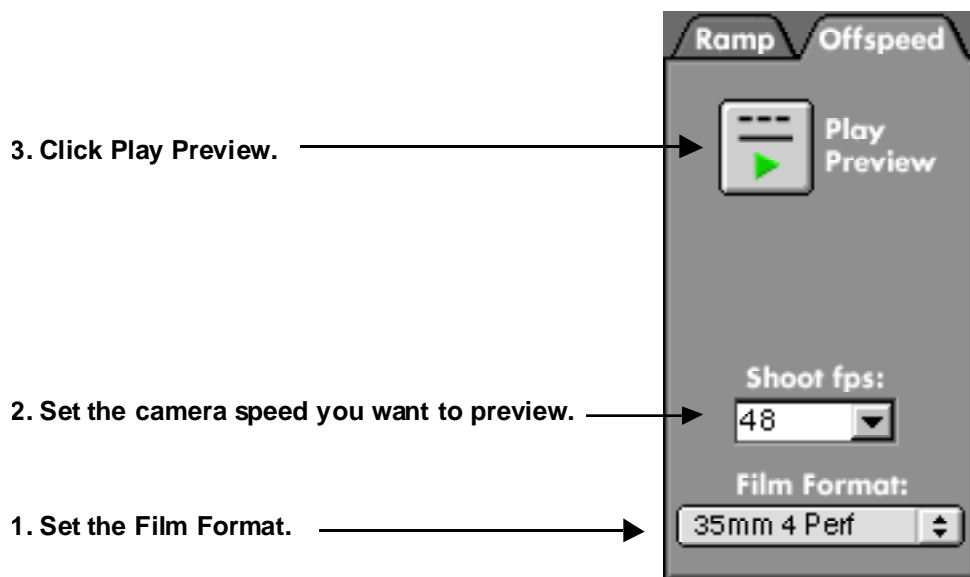 Ramp Offspeed
3. Click Play Preview.
Play
Preview
Shoot fps:
2. Set the camera speed you want to preview.
48
Film Format:
1. Set the Film Format.
35mm 4 Perf